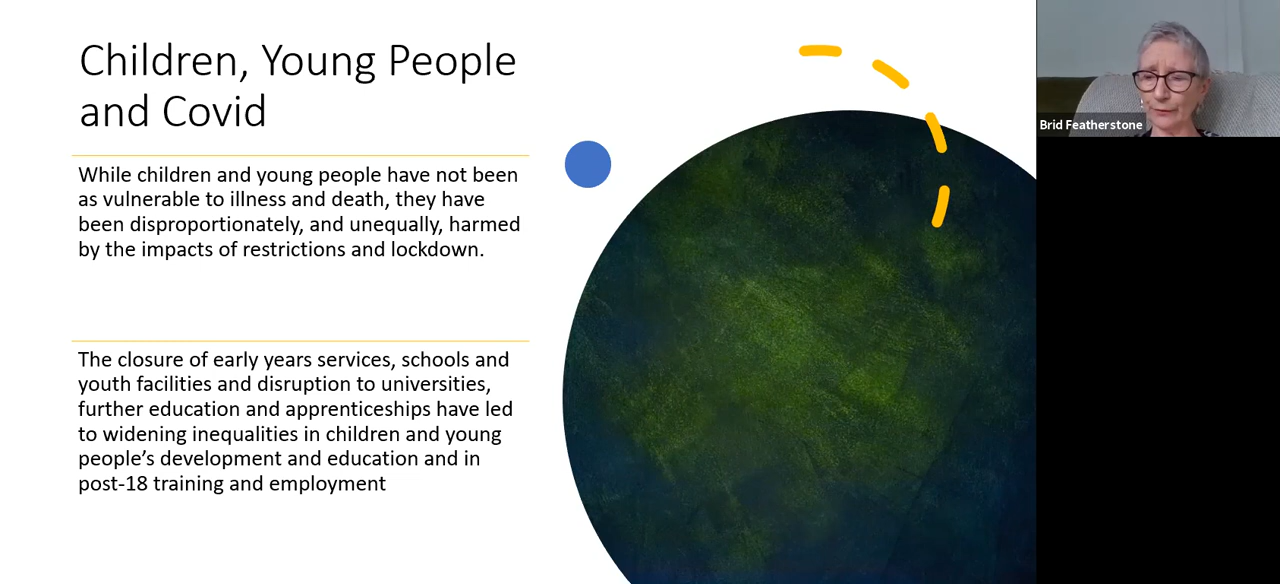 Children, Young People
and Covid
While children and young people have not been
as vulnerable to illness and death, they have
been disproportionately, and unequally, harmed
by the impacts of restrictions and lockdown.
The closure of early years services, schools and
youth facilities and disruption to universities,
further education and apprenticeships have led
to widening inequalities in children and young
people’s development and education and in
post-18 training and employment
Brid Featherstone